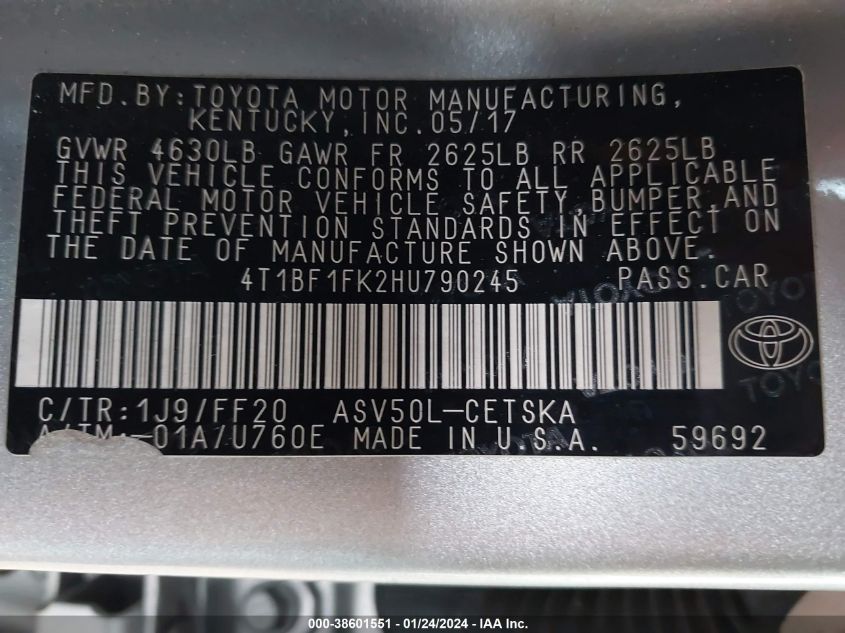 MFD.BY:TOYOTA MOTOR MANUFACTURING,
KENTUCKY,INC.05/17
GVWR 4630LB GAWR FR 2625LB RR 2625LB
THIS VEHICLE CONFORMS TO ALL APPLICABLE
FEDERAL MOTOR VEHICLE SAFETY,BUMPER,AND
THEFT PREVENTION STANDARDS IN EFFECT ON
THE DATE OF MANUFACTURE SHOWN ABOVE.
4T1BF1FK2HU790245 PASS.CAR
C/TR:1J9/FF20 ASV50L-CETSKA
A/TM:-01A/U760E MADE IN U.S.A. 59692
000-38601551 - 01/24/2024 - IAA Inc.